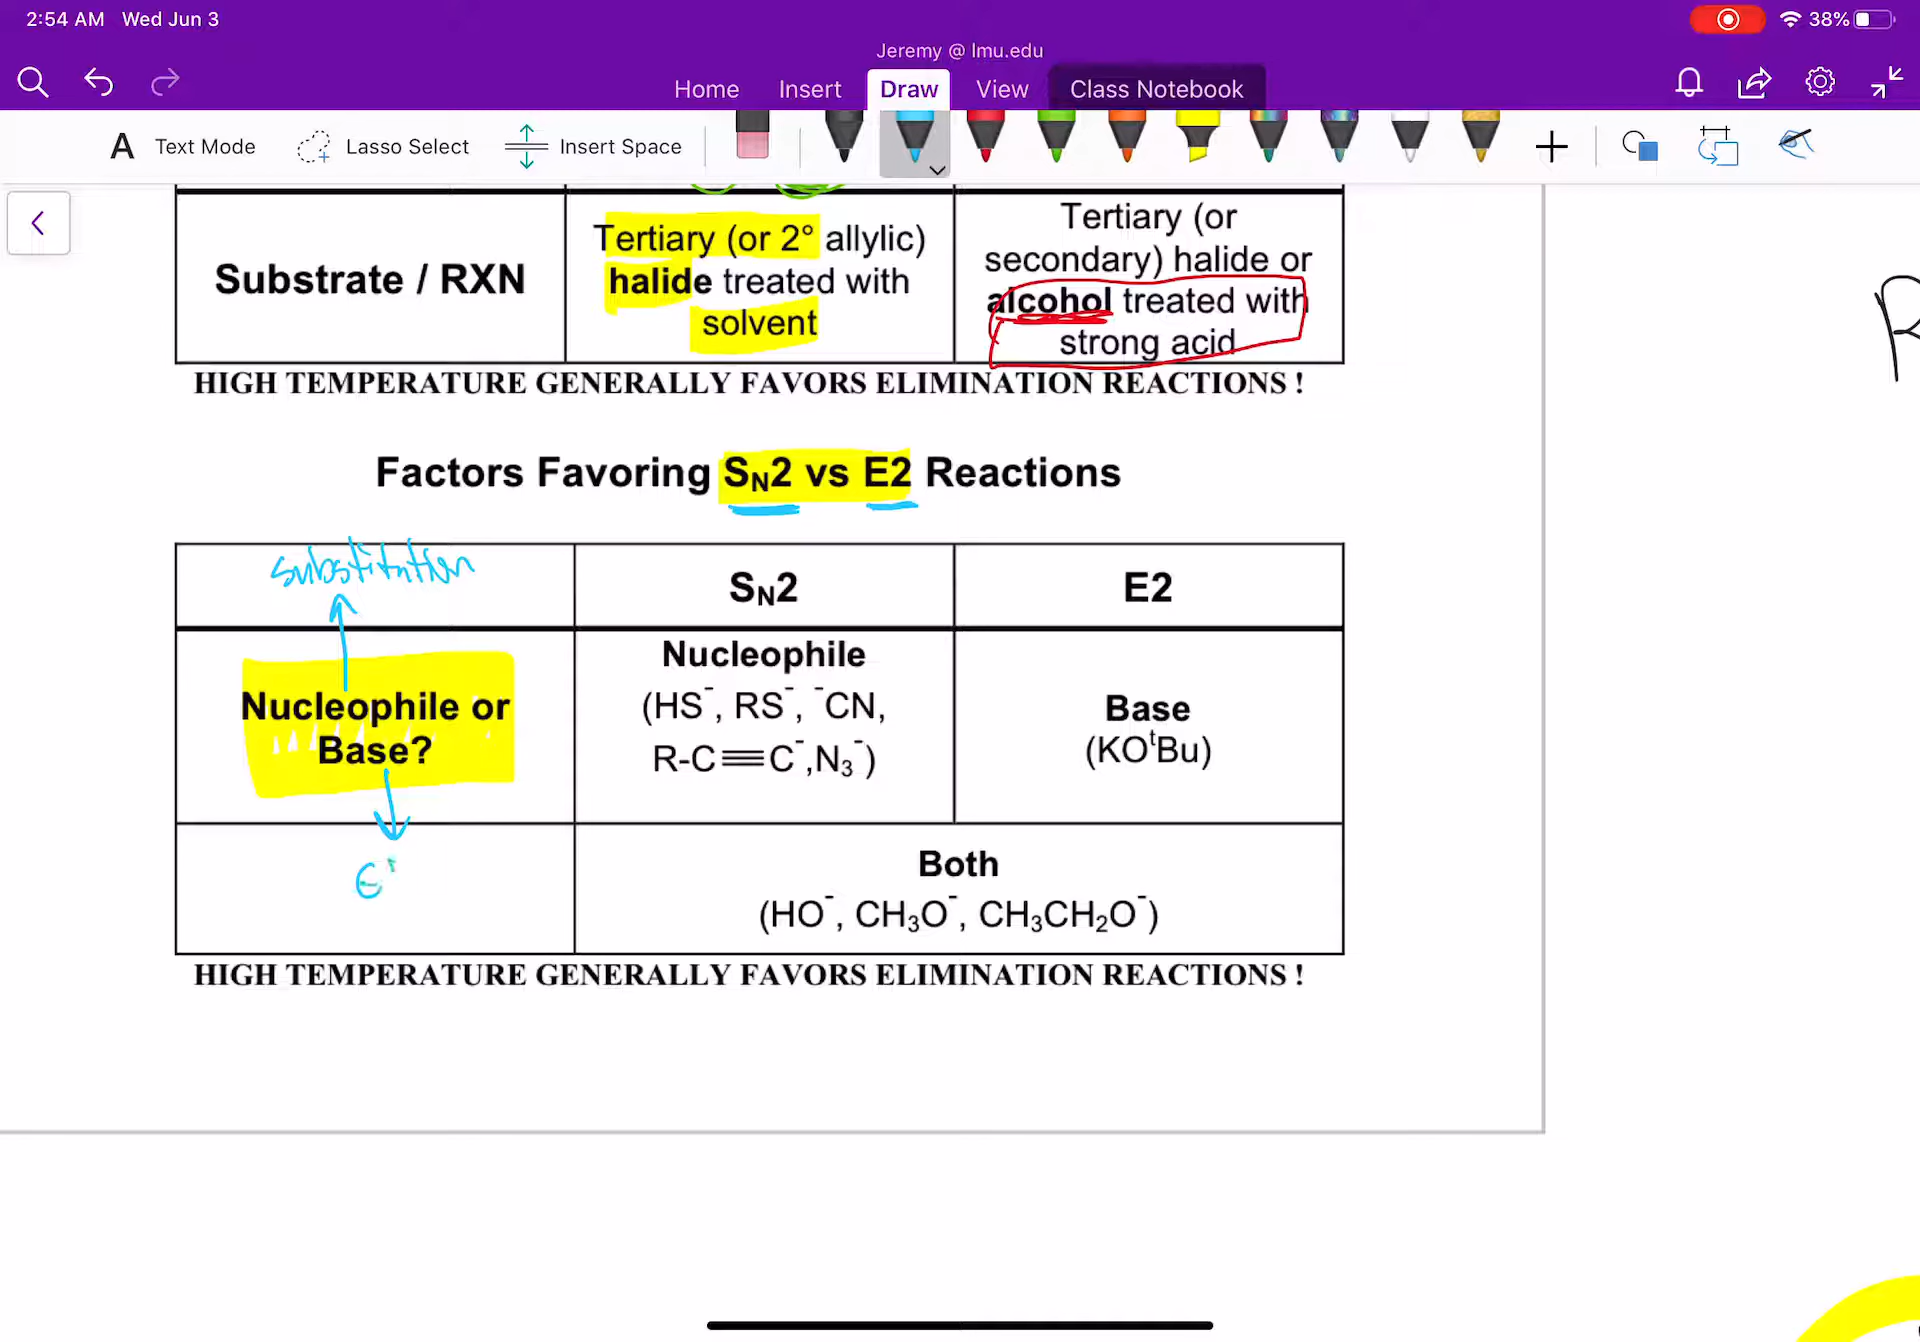 2:54 AM Wed Jun 3
38%
Jeremy @ lmu.edu
Home Insert Draw View Class Notebook
A Text Mode Lasso Select Insert Space
Substrate / RXN
Tertiary (or 2° allylic)
halide treated with
solvent
Tertiary (or
secondary) halide or
alcohol treated with
strong acid
HIGH TEMPERATURE GENERALLY FAVORS ELIMINATION REACTIONS !
R
Factors Favoring SN2 vs E2 Reactions
substitution
SN2
E2
Nucleophile or
Base?
Nucleophile
(HS⁻, RS⁻, ⁻CN,
R-C≡C⁻,N₃⁻)
Base
(KOᵗBu)
Both
(HO⁻, CH₃O⁻, CH₃CH₂O⁻)
HIGH TEMPERATURE GENERALLY FAVORS ELIMINATION REACTIONS !